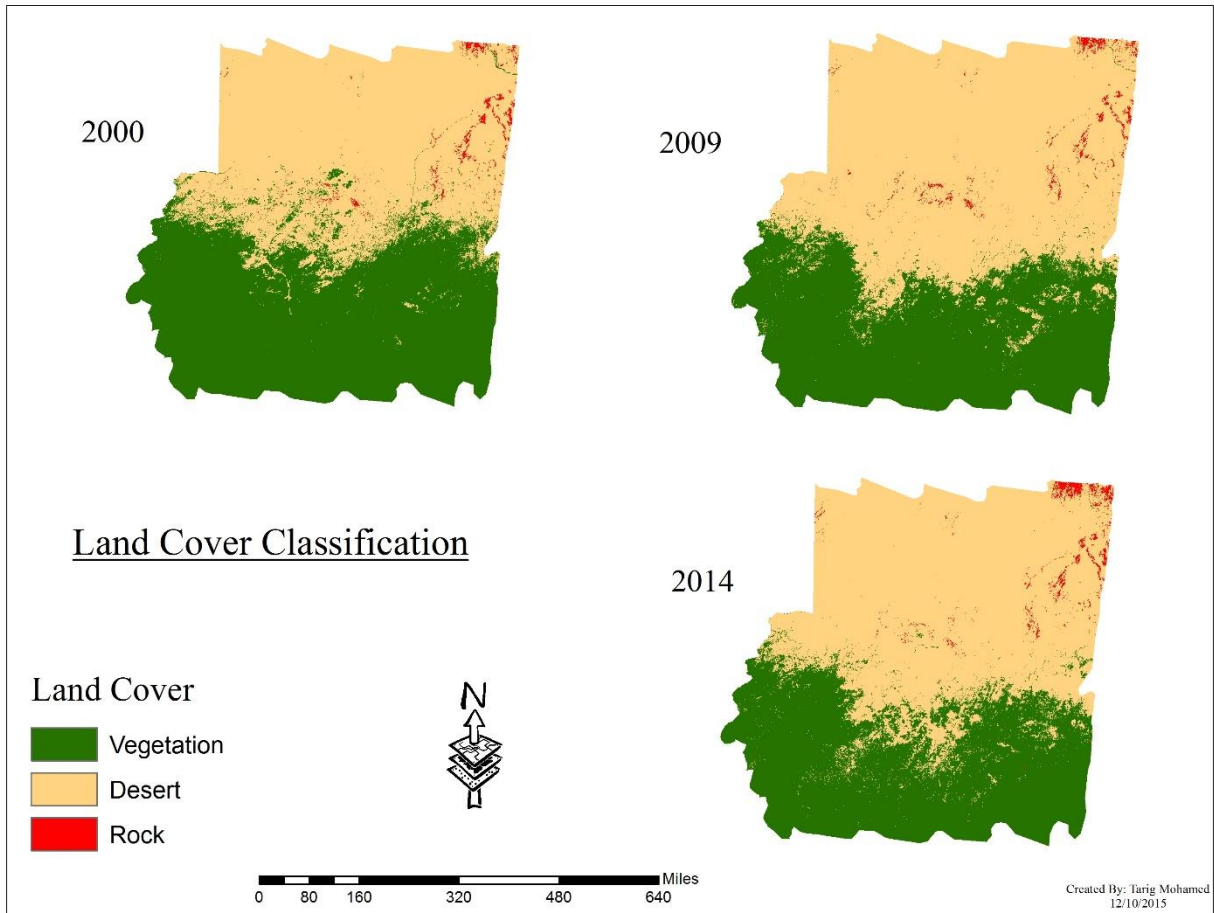 2000
2009
Land Cover Classification
2014
Land Cover
Vegetation
Desert
Rock
N
Miles
0 80 160 320 480 640
Created By: Tarig Mohamed
12/10/2015